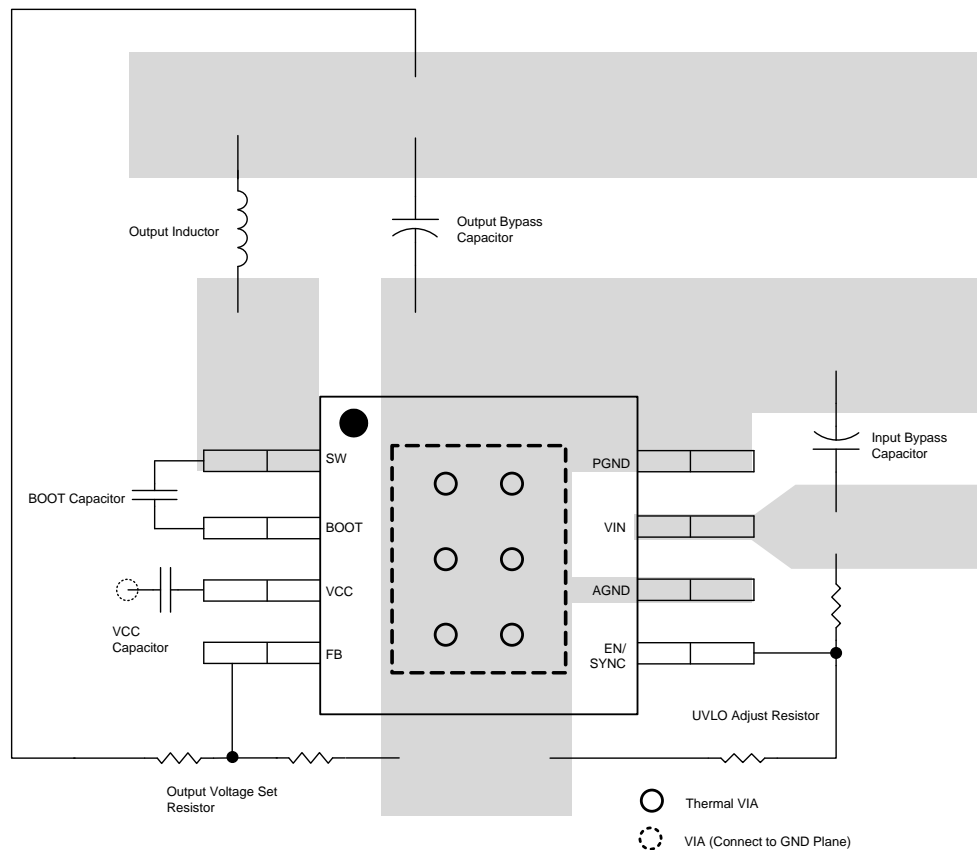 Output Inductor
Output Bypass
Capacitor
Input Bypass
Capacitor
SW
PGND
BOOT Capacitor
BOOT
VIN
VCC
AGND
VCC
Capacitor
FB
EN/
SYNC
UVLO Adjust Resistor
Output Voltage Set
Resistor
Thermal VIA
VIA (Connect to GND Plane)